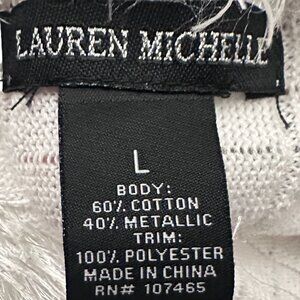 LAUREN MICHELLE
L
BODY:
60% COTTON
40% METALLIC
TRIM:
100% POLYESTER
MADE IN CHINA
RN# 107465